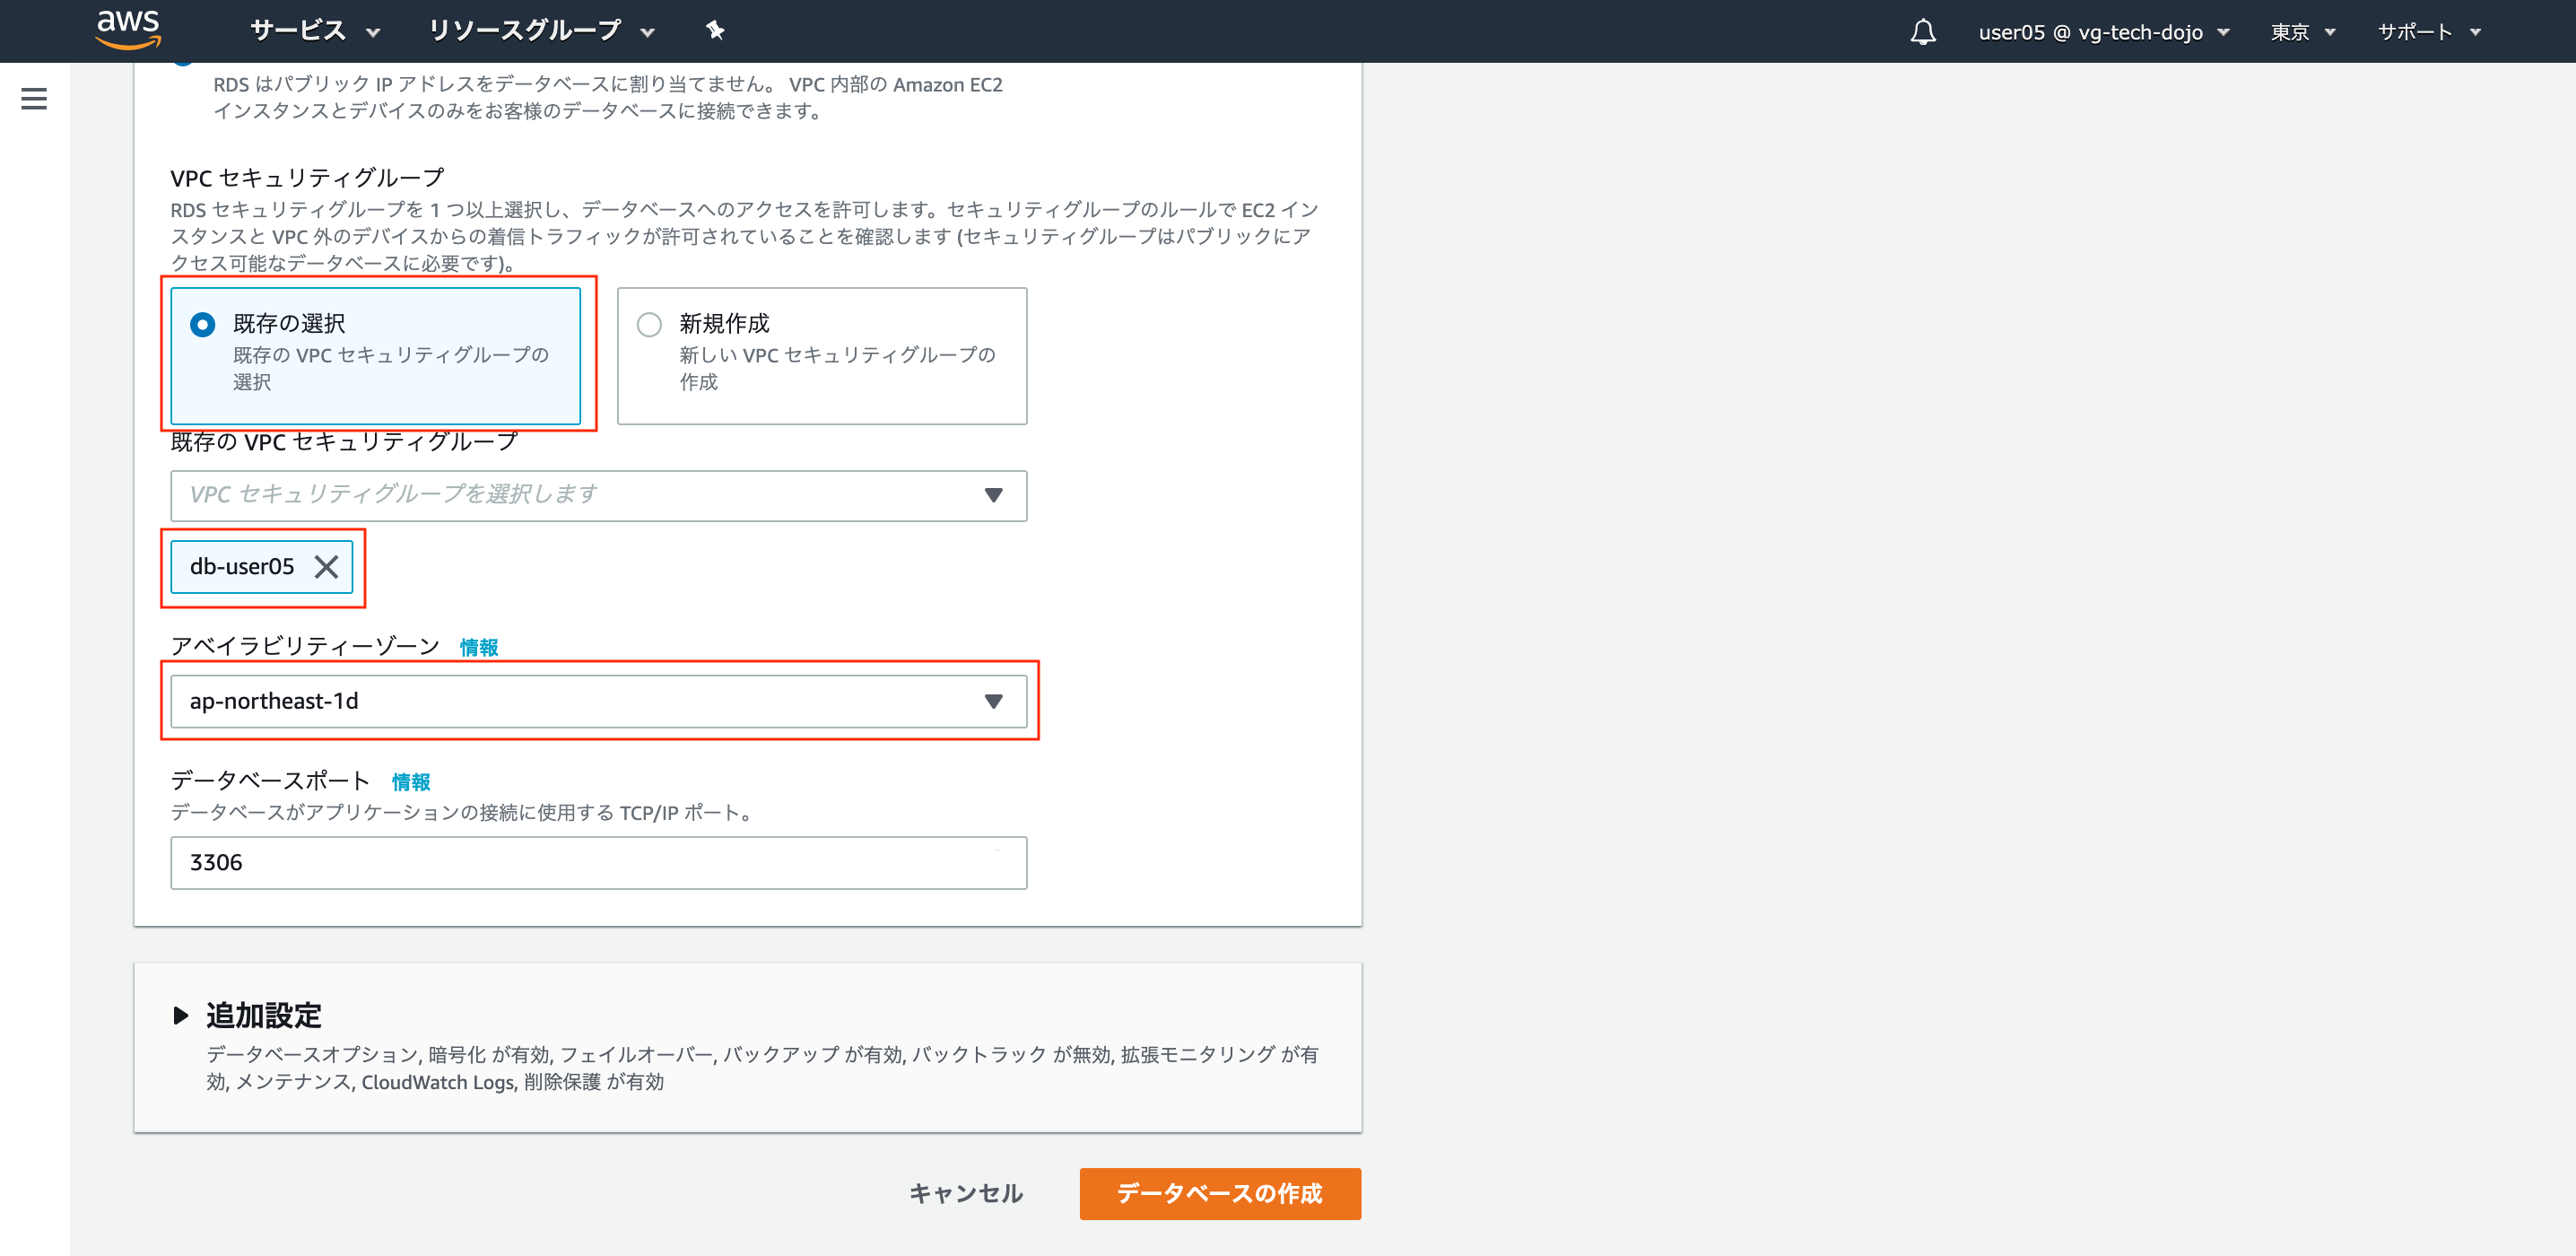 aws サービス リソースグループ user05 @ vg-tech-dojo 東京 サポート
RDS はパブリック IP アドレスをデータベースに割り当てません。 VPC 内部の Amazon EC2
インスタンスとデバイスのみをお客様のデータベースに接続できます。
VPC セキュリティグループ
RDS セキュリティグループを 1 つ以上選択し、データベースへのアクセスを許可します。セキュリティグループのルールで EC2 イン
スタンスと VPC 外のデバイスからの着信トラフィックが許可されていることを確認します (セキュリティグループはパブリックにア
クセス可能なデータベースに必要です)。
既存の選択
既存の VPC セキュリティグループの
選択
新規作成
新しい VPC セキュリティグループの
作成
既存の VPC セキュリティグループ
VPC セキュリティグループを選択します
db-user05
アベイラビリティーゾーン 情報
ap-northeast-1d
データベースポート 情報
データベースがアプリケーションの接続に使用する TCP/IP ポート。
3306
追加設定
データベースオプション, 暗号化 が有効, フェイルオーバー, バックアップ が有効, バックトラック が無効, 拡張モニタリング が有
効, メンテナンス, CloudWatch Logs, 削除保護 が有効
キャンセル データベースの作成